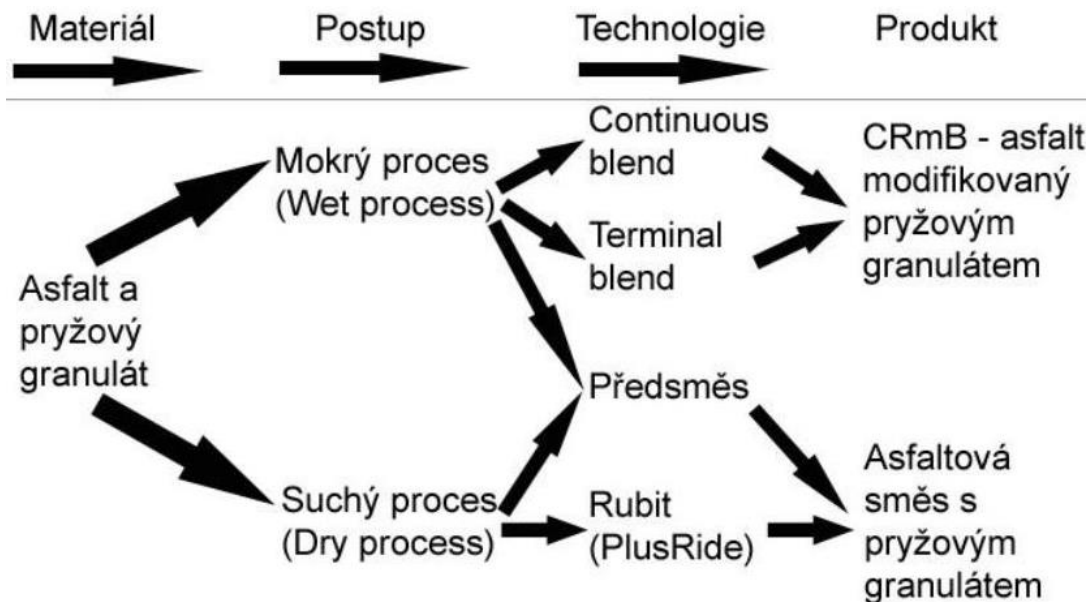 Materiál
Postup
Technologie
Produkt
Asfalt a
pryžový
granulát
Mokrý proces
(Wet process)
Suchý proces
(Dry process)
Continuous
blend
Terminal
blend
Předsměs
Rubit
(PlusRide)
CRmB - asfalt
modifikovaný
pryžovým
granulátem
Asfaltová
směs s
pryžovým
granulátem